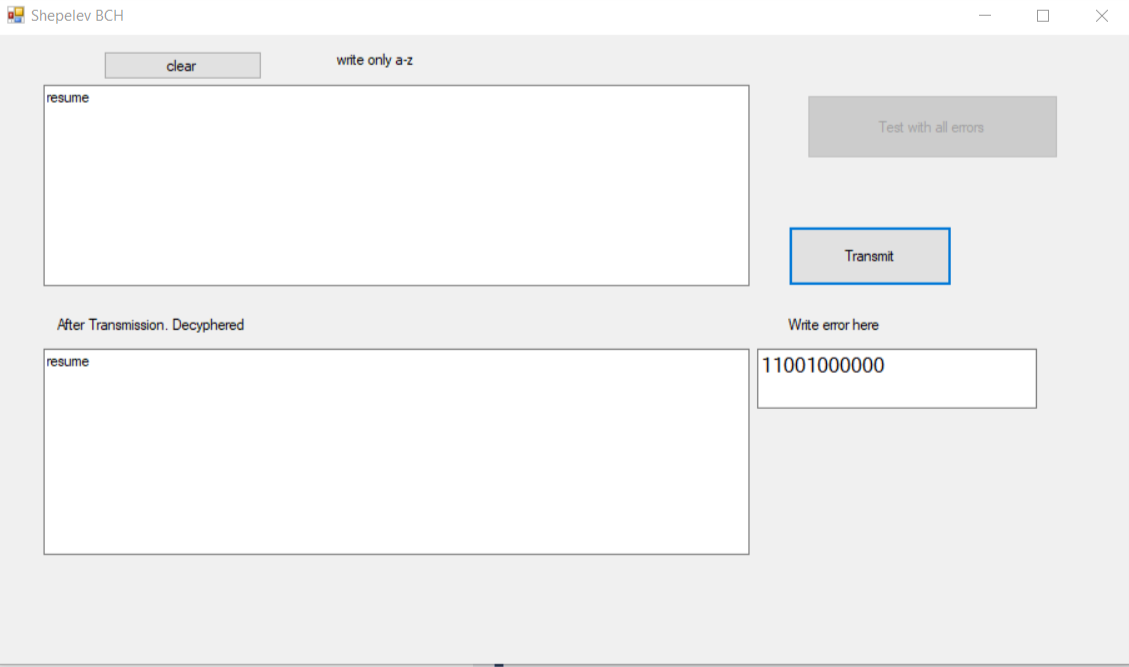 Shepelev BCH
clear
write only a-z
resume
Test with all errors
Transmit
After Transmission. Decyphered
Write error here
resume
11001000000